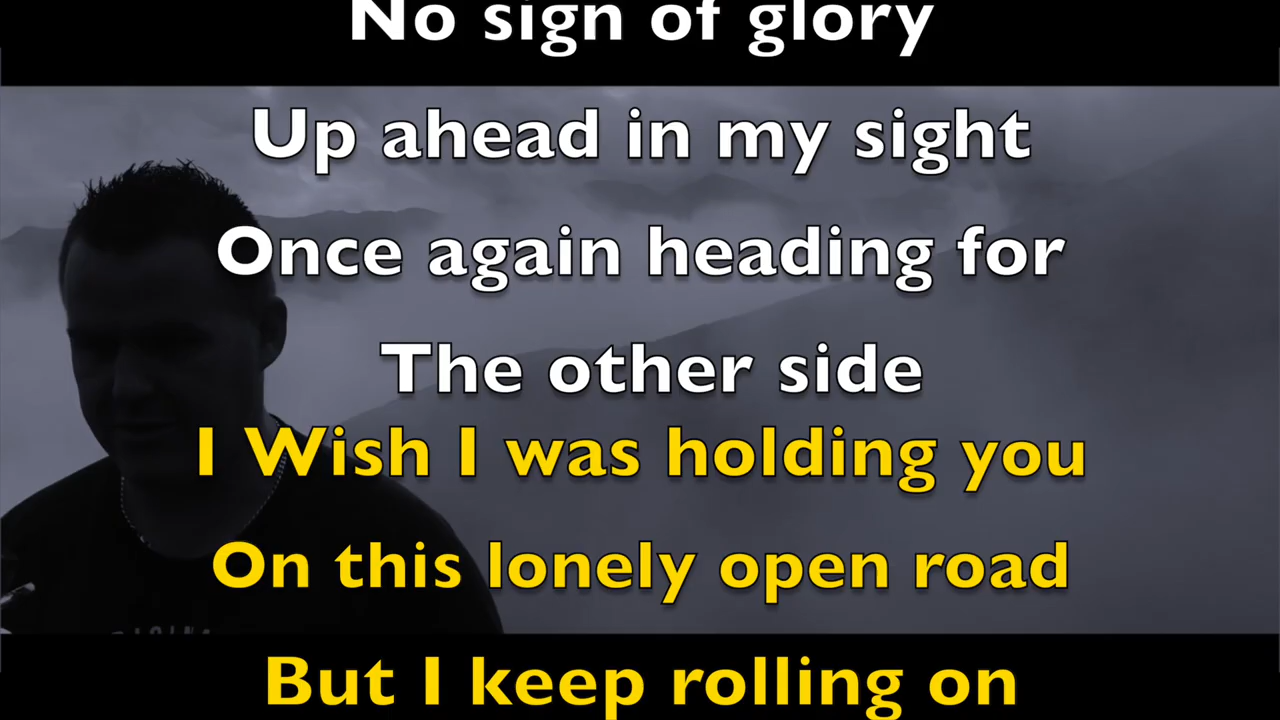 No sign of glory
Up ahead in my sight
Once again heading for
The other side
I Wish I was holding you
On this lonely open road
But I keep rolling on